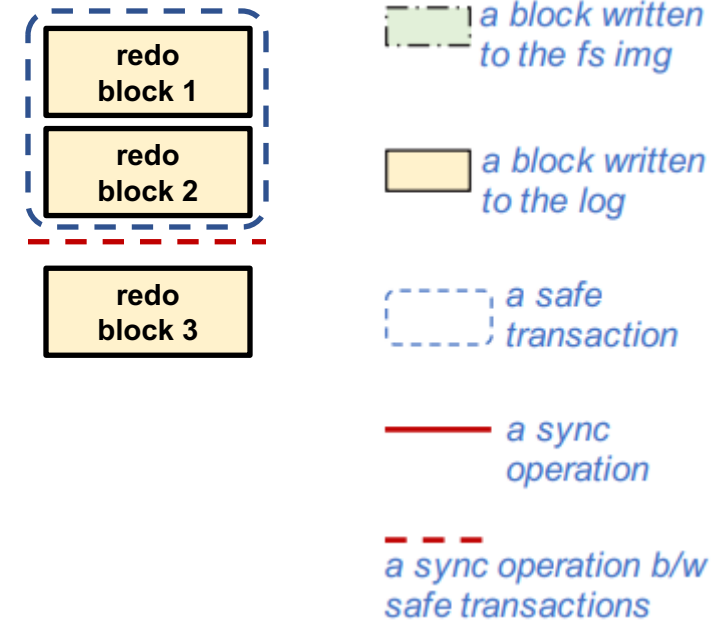 redo
block 1
redo
block 2
redo
block 3
a block written
to the fs img
a block written
to the log
a safe
transaction
a sync
operation
a sync operation b/w
safe transactions